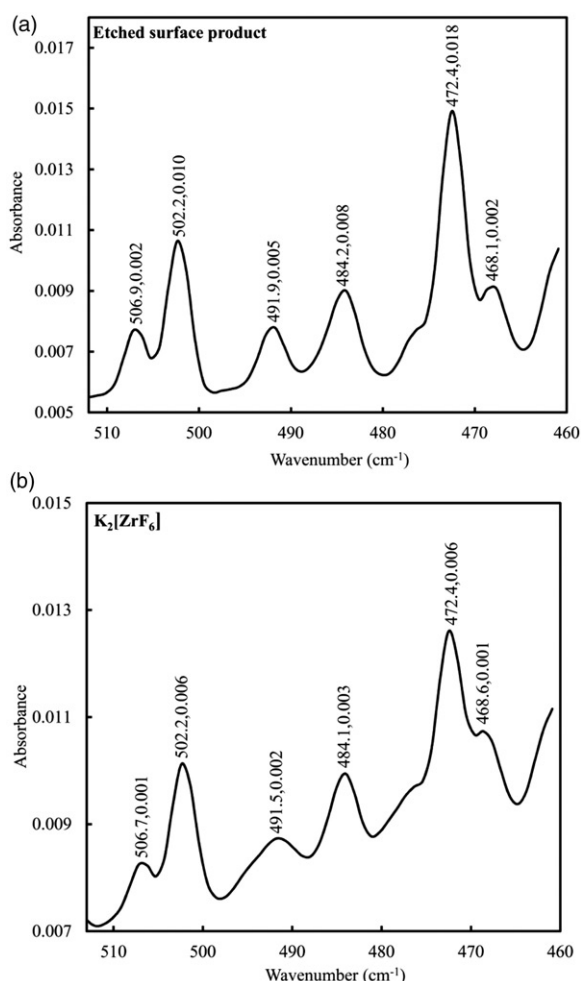 (a)
Etched surface product
0.017
0.015
0.013
0.011
0.009
0.007
0.005
Absorbance
506.9,0.002
502.2,0.010
491.9,0.005
484.2,0.008
472.4,0.018
468.1,0.002
510 500 490 480 470 460
Wavenumber (cm⁻¹)
(b)
K₂[ZrF₆]
0.015
0.013
0.011
0.009
0.007
Absorbance
506.7,0.001
502.2,0.006
491.5,0.002
484.1,0.003
472.4,0.006
468.6,0.001
510 500 490 480 470 460
Wavenumber (cm⁻¹)